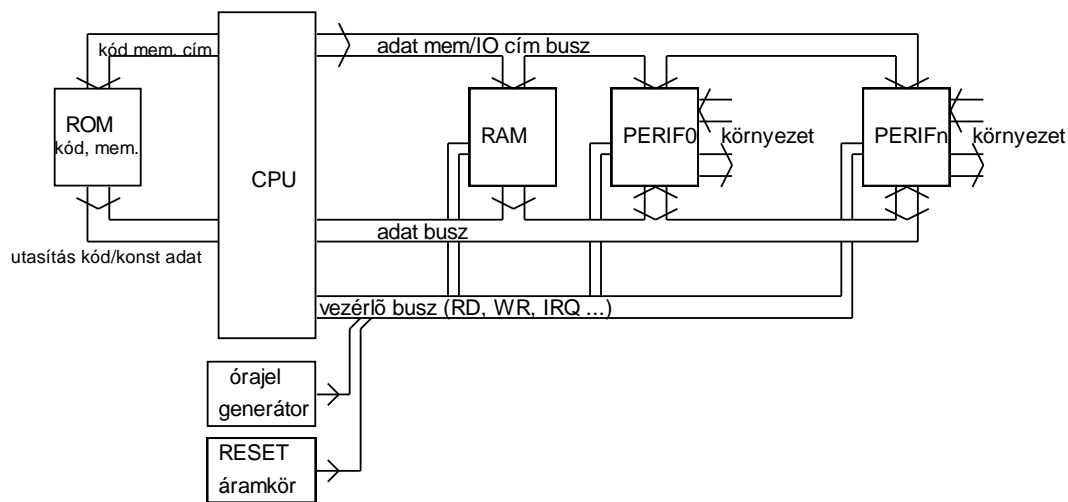 kód mem. cím
adat mem/IO cím busz
ROM
kód, mem.
CPU
RAM
PERIF0
környezet
PERIFn
környezet
adat busz
utasítás kód/konst adat
vezérlõ busz (RD, WR, IRQ ...)
órajel
generátor
RESET
áramkör